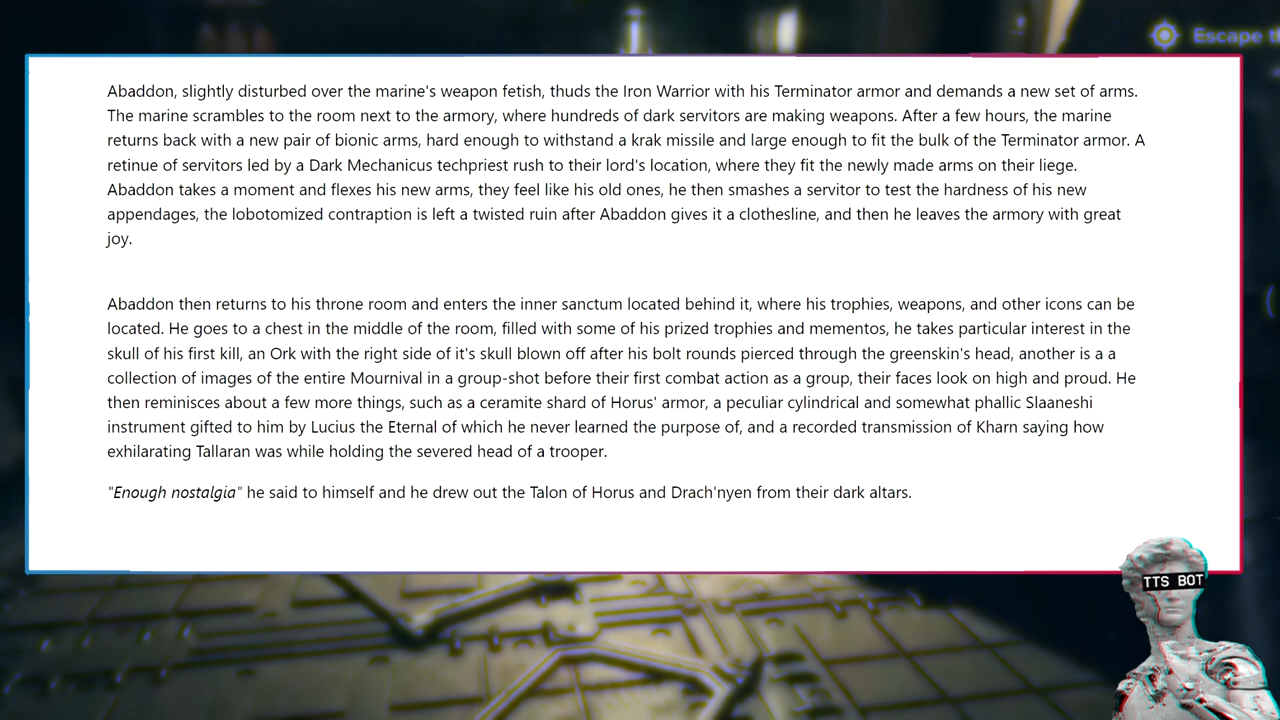 Escape t
Abaddon, slightly disturbed over the marine's weapon fetish, thuds the Iron Warrior with his Terminator armor and demands a new set of arms.
The marine scrambles to the room next to the armory, where hundreds of dark servitors are making weapons. After a few hours, the marine
returns back with a new pair of bionic arms, hard enough to withstand a krak missile and large enough to fit the bulk of the Terminator armor. A
retinue of servitors led by a Dark Mechanicus techpriest rush to their lord's location, where they fit the newly made arms on their liege.
Abaddon takes a moment and flexes his new arms, they feel like his old ones, he then smashes a servitor to test the hardness of his new
appendages, the lobotomized contraption is left a twisted ruin after Abaddon gives it a clothesline, and then he leaves the armory with great
joy.
Abaddon then returns to his throne room and enters the inner sanctum located behind it, where his trophies, weapons, and other icons can be
located. He goes to a chest in the middle of the room, filled with some of his prized trophies and mementos, he takes particular interest in the
skull of his first kill, an Ork with the right side of it's skull blown off after his bolt rounds pierced through the greenskin's head, another is a a
collection of images of the entire Mournival in a group-shot before their first combat action as a group, their faces look on high and proud. He
then reminisces about a few more things, such as a ceramite shard of Horus' armor, a peculiar cylindrical and somewhat phallic Slaaneshi
instrument gifted to him by Lucius the Eternal of which he never learned the purpose of, and a recorded transmission of Kharn saying how
exhilarating Tallaran was while holding the severed head of a trooper.
"Enough nostalgia" he said to himself and he drew out the Talon of Horus and Drach'nyen from their dark altars.
TTS BOT